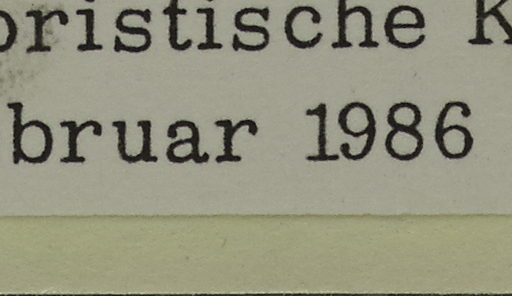 oristische K
bruar 1986